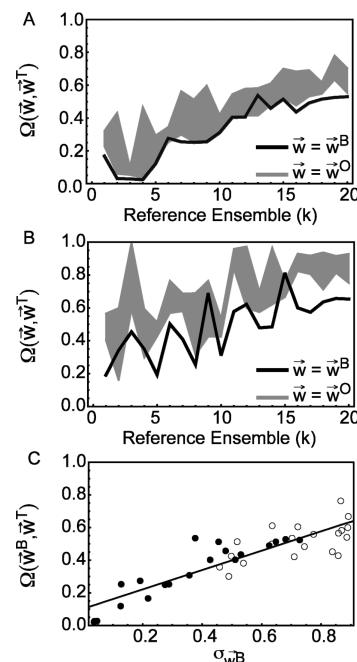 A
1.0
0.8
0.6
0.4
0.2
0.0
Ω(w⃗,w⃗ᵀ)
w⃗ = w⃗ᴮ
w⃗ = w⃗ᴼ
0 5 10 15 20
Reference Ensemble (k)
B
1.0
0.8
0.6
0.4
0.2
0.0
Ω(w⃗,w⃗ᵀ)
w⃗ = w⃗ᴮ
w⃗ = w⃗ᴼ
0 5 10 15 20
Reference Ensemble (k)
C
1.0
0.8
0.6
0.4
0.2
0.0
Ω(w⃗ᴮ,w⃗ᵀ)
0.2 0.4 0.6 0.8
σw⃗B